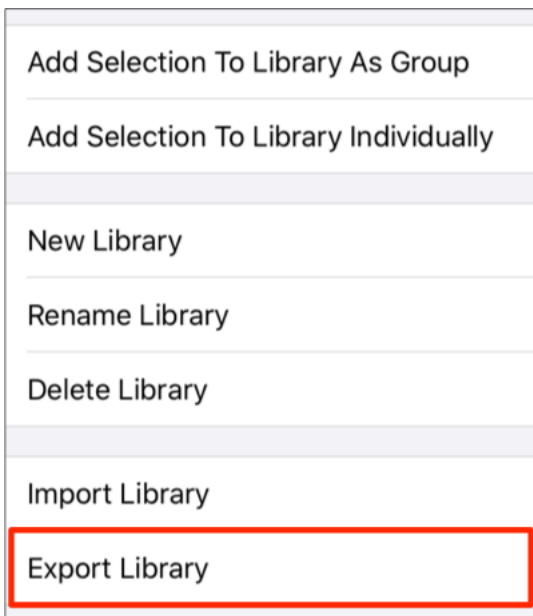 Add Selection To Library As Group
Add Selection To Library Individually
New Library
Rename Library
Delete Library
Import Library
Export Library